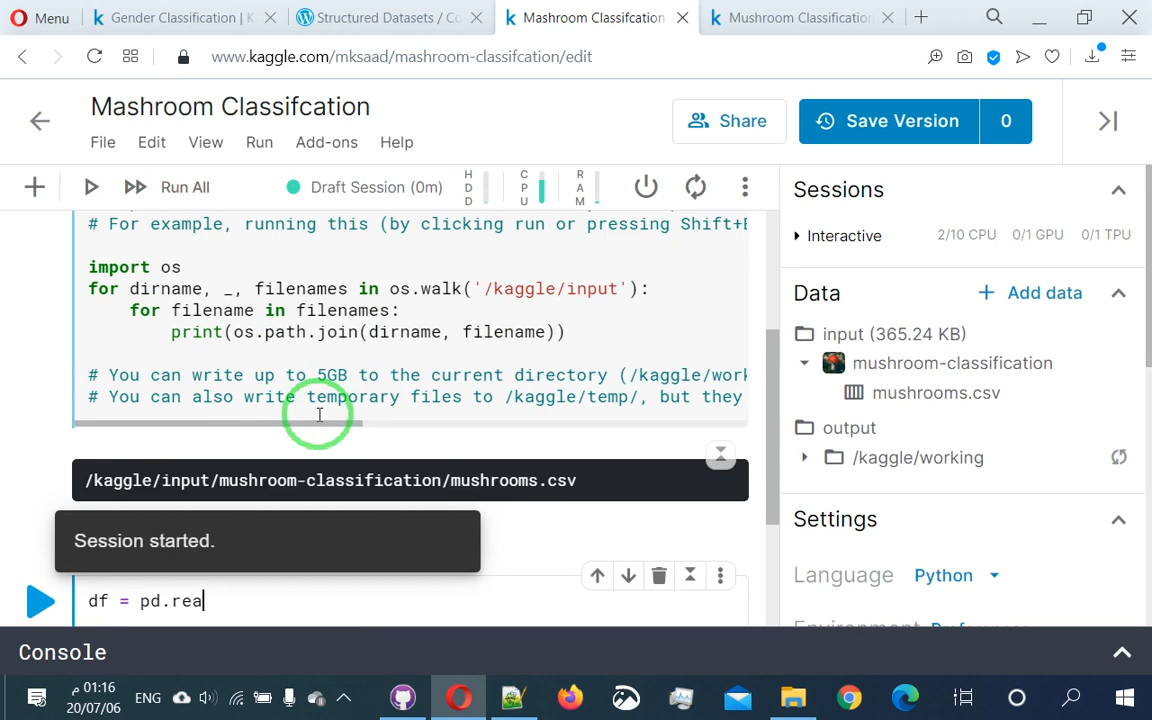 Menu
Gender Classification | K
Structured Datasets / Co
Mashroom Classifcation
Mushroom Classification
www.kaggle.com/mksaad/mashroom-classifcation/edit
Mashroom Classifcation
File Edit View Run Add-ons Help
Share
Save Version
0
Run All
Draft Session (0m)
HDD
CPU
RAM
# For example, running this (by clicking run or pressing Shift+E
import os
for dirname, _, filenames in os.walk('/kaggle/input'):
for filename in filenames:
print(os.path.join(dirname, filename))
# You can write up to 5GB to the current directory (/kaggle/work
# You can also write temporary files to /kaggle/temp/, but they
/kaggle/input/mushroom-classification/mushrooms.csv
Session started.
df = pd.rea
Sessions
Interactive 2/10 CPU 0/1 GPU 0/1 TPU
Data
+ Add data
input (365.24 KB)
mushroom-classification
mushrooms.csv
output
/kaggle/working
Settings
Language Python
Console
01:16 م
20/07/06
ENG